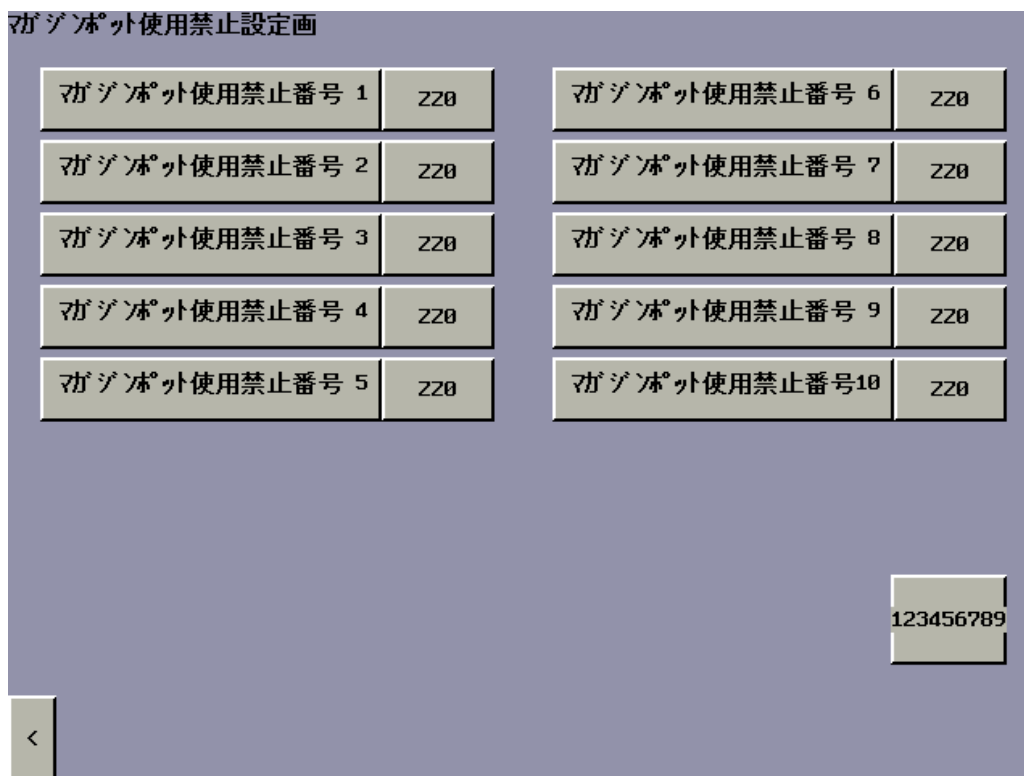 ﾏｶﾞｼﾞﾝﾎﾟｯﾄ使用禁止設定画
ﾏｶﾞｼﾞﾝﾎﾟｯﾄ使用禁止番号 1 ZZ0
ﾏｶﾞｼﾞﾝﾎﾟｯﾄ使用禁止番号 6 ZZ0
ﾏｶﾞｼﾞﾝﾎﾟｯﾄ使用禁止番号 2 ZZ0
ﾏｶﾞｼﾞﾝﾎﾟｯﾄ使用禁止番号 7 ZZ0
ﾏｶﾞｼﾞﾝﾎﾟｯﾄ使用禁止番号 3 ZZ0
ﾏｶﾞｼﾞﾝﾎﾟｯﾄ使用禁止番号 8 ZZ0
ﾏｶﾞｼﾞﾝﾎﾟｯﾄ使用禁止番号 4 ZZ0
ﾏｶﾞｼﾞﾝﾎﾟｯﾄ使用禁止番号 9 ZZ0
ﾏｶﾞｼﾞﾝﾎﾟｯﾄ使用禁止番号 5 ZZ0
ﾏｶﾞｼﾞﾝﾎﾟｯﾄ使用禁止番号10 ZZ0
123456789
<